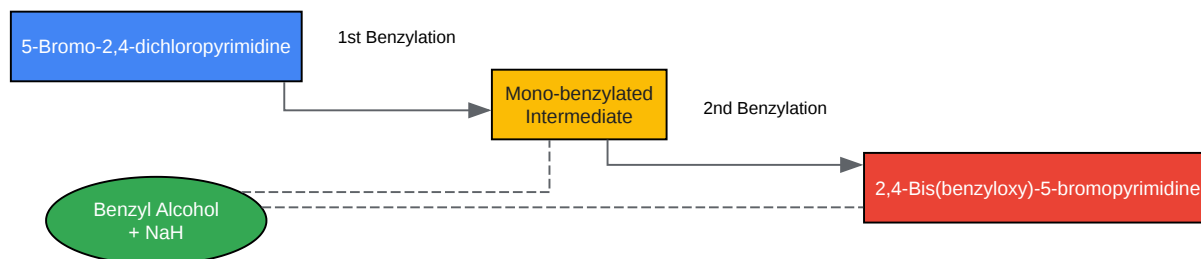 5-Bromo-2,4-dichloropyrimidine
1st Benzylation
Mono-benzylated
Intermediate
2nd Benzylation
2,4-Bis(benzyloxy)-5-bromopyrimidine
Benzyl Alcohol
+ NaH